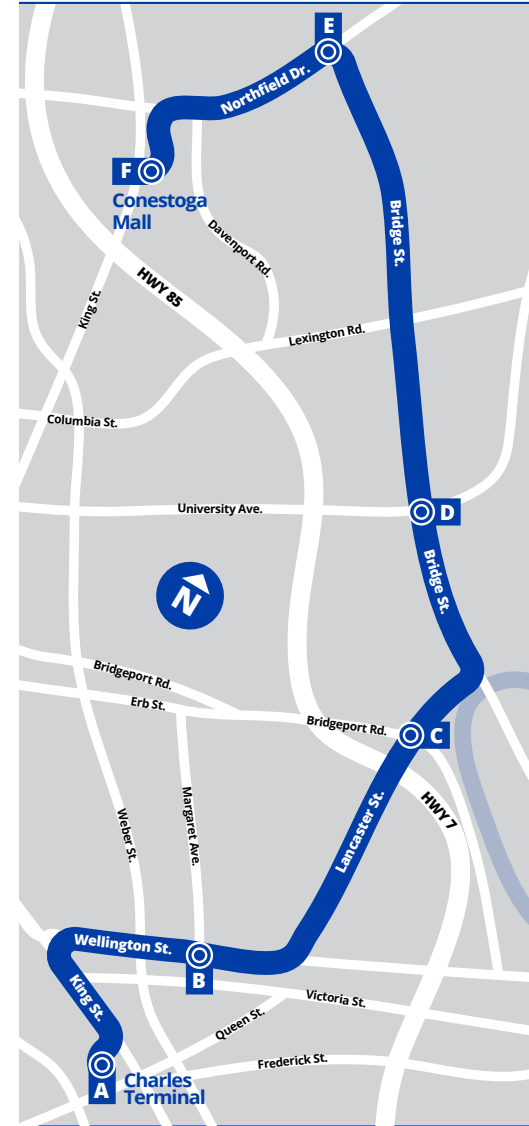 E
Northfield Dr.
F
Conestoga
Mall
Bridge St.
Davenport Rd.
HWY 85
King St.
Lexington Rd.
Columbia St.
University Ave.
D
Bridge St.
N
Bridgeport Rd.
Erb St.
Bridgeport Rd.
C
Margaret Ave.
Weber St.
Lancaster St.
HWY 7
Wellington St.
B
King St.
Victoria St.
Queen St.
Frederick St.
A
Charles
Terminal